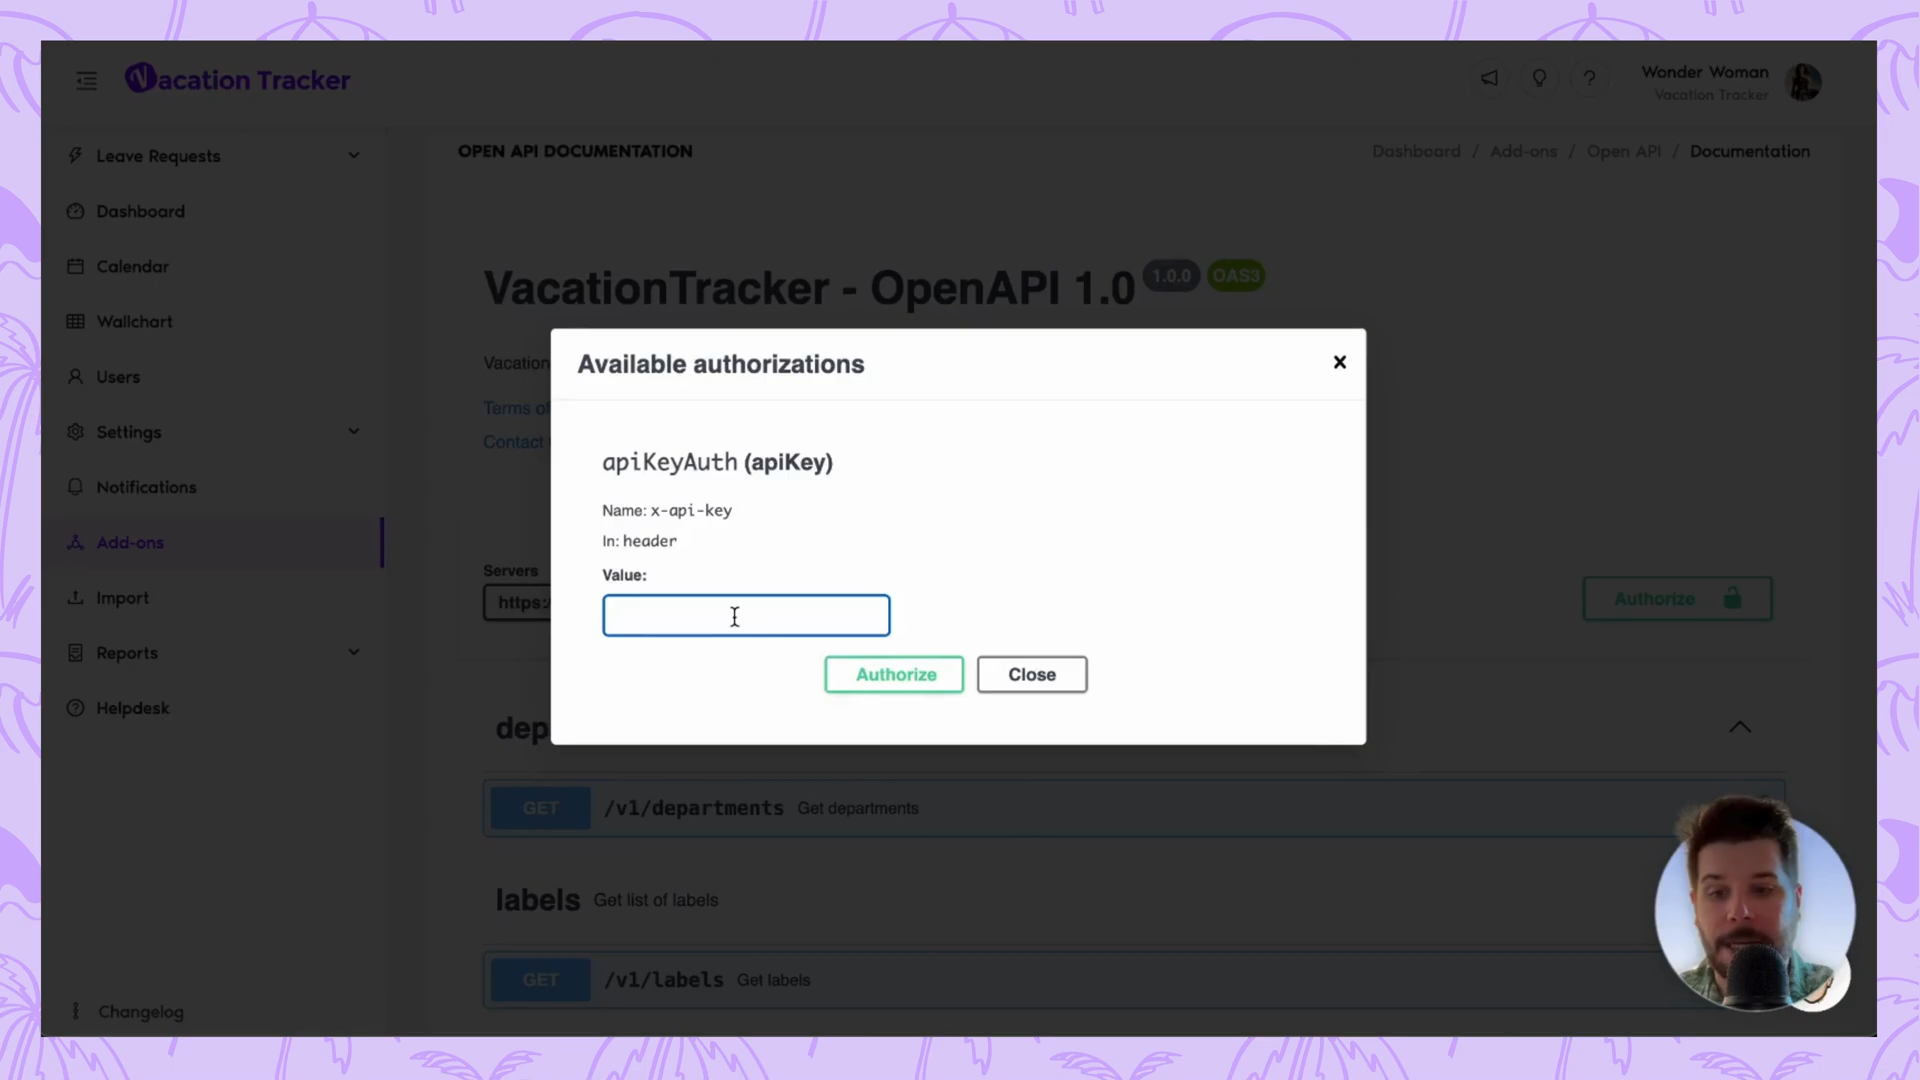 Vacation Tracker
Wonder Woman
Vacation Tracker
Leave Requests
Dashboard
Calendar
Wallchart
Users
Settings
Notifications
Add-ons
Import
Reports
Helpdesk
Changelog
OPEN API DOCUMENTATION
Dashboard / Add-ons / Open API / Documentation
VacationTracker - OpenAPI 1.0 1.0.0 OAS3
Vacation
Terms of
Contact
Servers
https:/
Authorize
Available authorizations
×
apiKeyAuth (apiKey)
Name: x-api-key
In: header
Value:
Authorize
Close
dep
GET /v1/departments Get departments
labels Get list of labels
GET /v1/labels Get labels